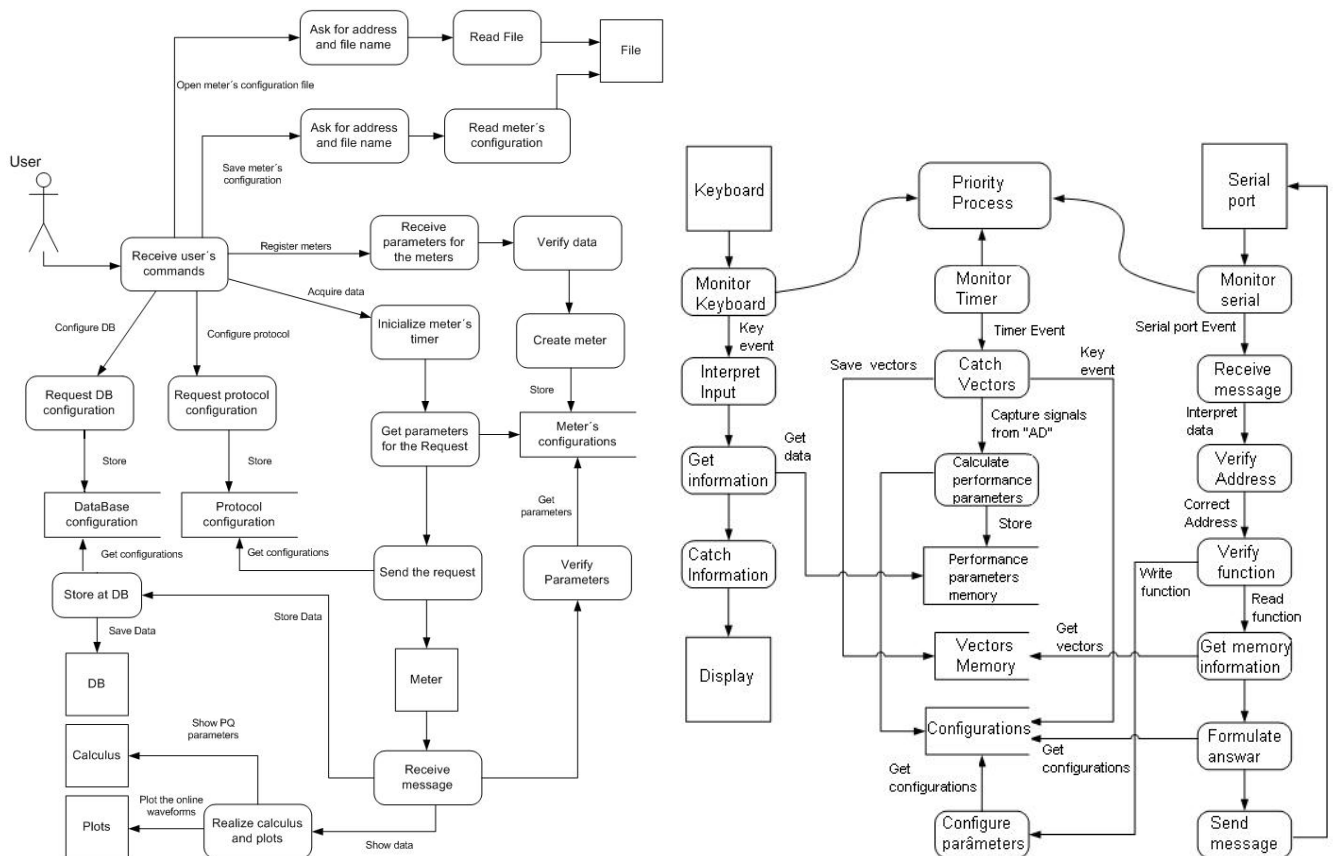 Ask for address
and file name
Read File
File
Open meter´s configuration file
Ask for address
and file name
Read meter´s
configuration
Save meter´s
configuration
User
Receive user´s
commands
Register meters
Receive
parameters for
the meters
Verify data
Acquire data
Configure DB
Configure protocol
Inicialize meter´s
timer
Create meter
Request DB
configuration
Request protocol
configuration
Store
Get parameters
for the Request
Meter´s
configurations
Store
Store
DataBase
configuration
Protocol
configuration
Get
parameters
Get configurations
Get configurations
Send the request
Verify
Parameters
Store at DB
Store Data
Save Data
DB
Meter
Show PQ
parameters
Calculus
Receive
message
Plot the online
waveforms
Plots
Realize calculus
and plots
Show data
Keyboard
Priority
Process
Serial
port
Monitor
Keyboard
Monitor
Timer
Monitor
serial
Key
event
Timer Event
Serial port Event
Save vectors
Catch
Vectors
Key
event
Interpret
Input
Receive
message
Capture signals
from "AD"
Interpret
data
Get
information
Get
data
Calculate
performance
parameters
Verify
Address
Store
Correct
Address
Catch
Information
Performance
parameters
memory
Write
function
Verify
function
Read
function
Display
Vectors
Memory
Get
vectors
Get memory
information
Configurations
Get
configurations
Formulate
answar
Get
configurations
Configure
parâmeters
Send
message